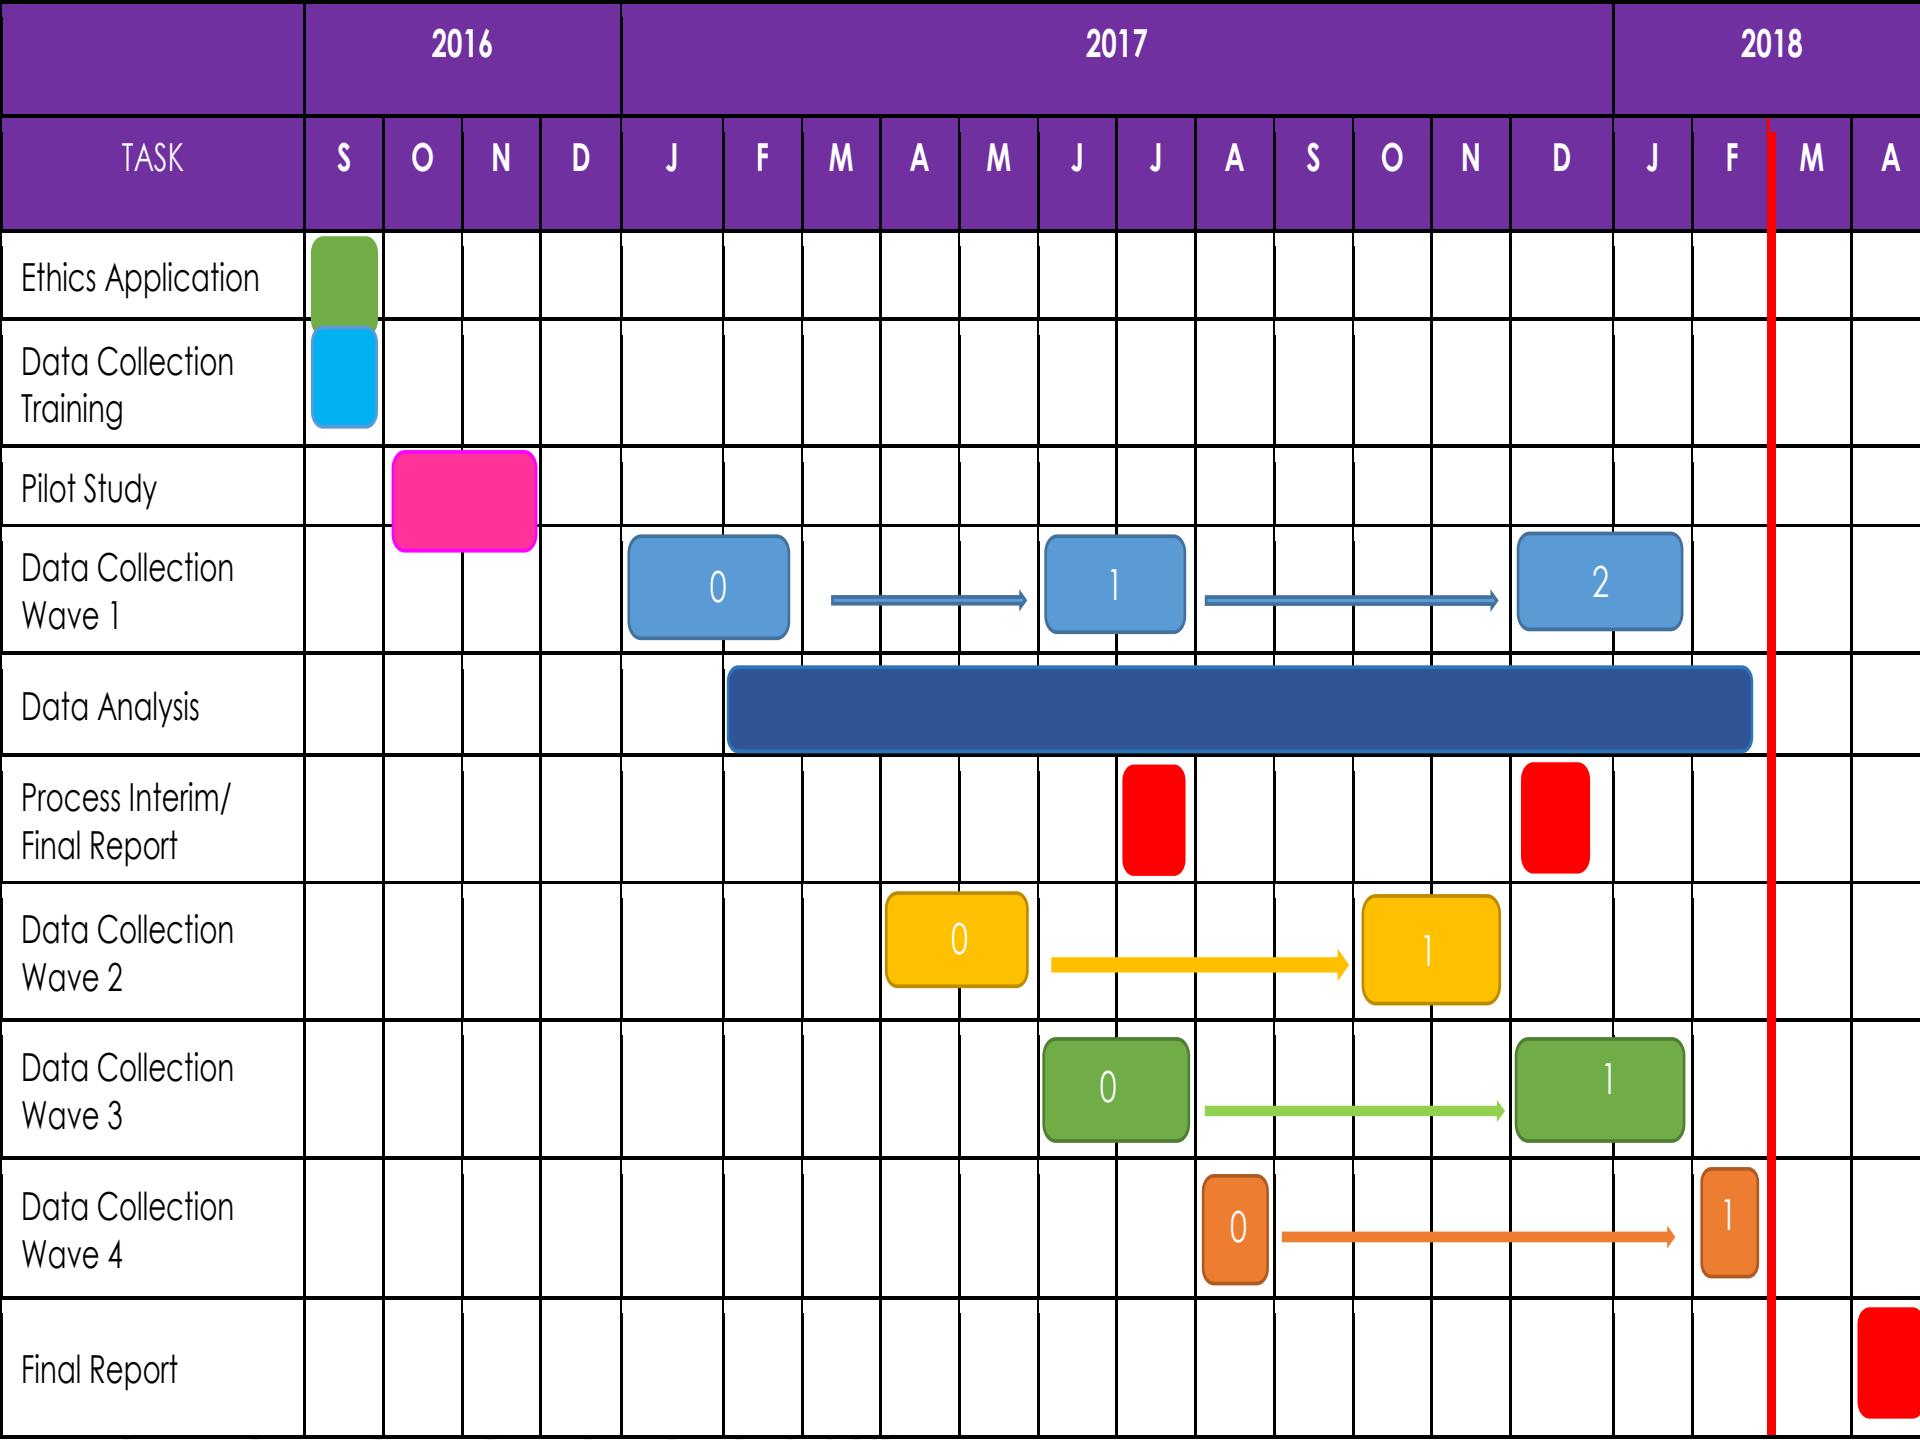 2016 2017 2018
TASK S O N D J F M A M J J A S O N D J F M A
Ethics Application
Data Collection
Training
Pilot Study
Data Collection
Wave 1
0 1 2
Data Analysis
Process Interim/
Final Report
Data Collection
Wave 2
0 1
Data Collection
Wave 3
0 1
Data Collection
Wave 4
0 1
Final Report